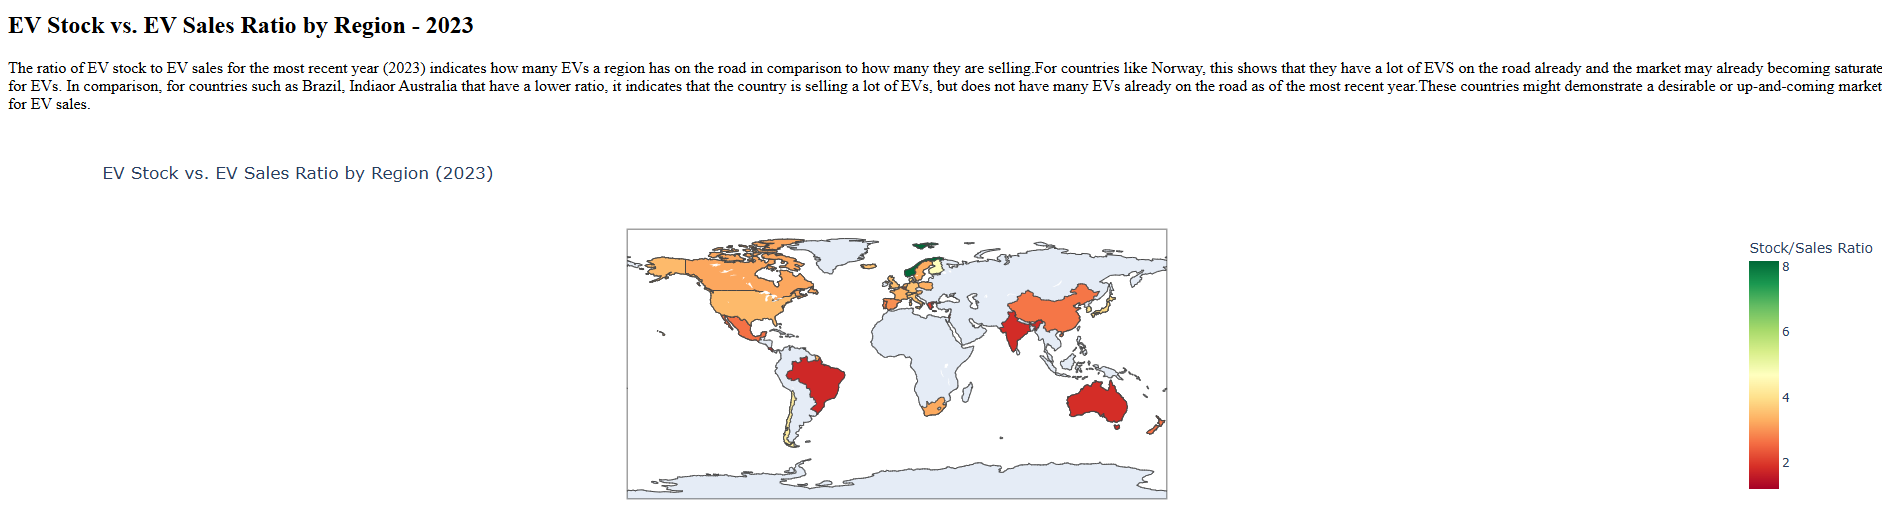 EV Stock vs. EV Sales Ratio by Region - 2023
The ratio of EV stock to EV sales for the most recent year (2023) indicates how many EVs a region has on the road in comparison to how many they are selling.For countries like Norway, this shows that they have a lot of EVS on the road already and the market may already becoming saturate
for EVs. In comparison, for countries such as Brazil, Indiaor Australia that have a lower ratio, it indicates that the country is selling a lot of EVs, but does not have many EVs already on the road as of the most recent year.These countries might demonstrate a desirable or up-and-coming market
for EV sales.
EV Stock vs. EV Sales Ratio by Region (2023)
Stock/Sales Ratio
8
6
4
2